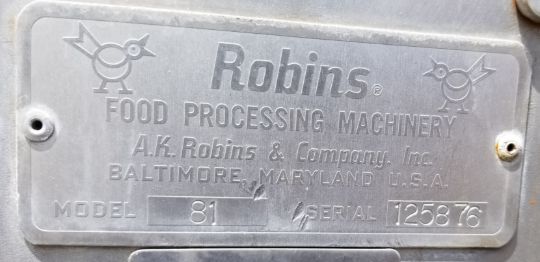 Robins®
FOOD PROCESSING MACHINERY
A.K. Robins & Company, Inc.
BALTIMORE, MARYLAND U.S.A.
MODEL 81 SERIAL 125876